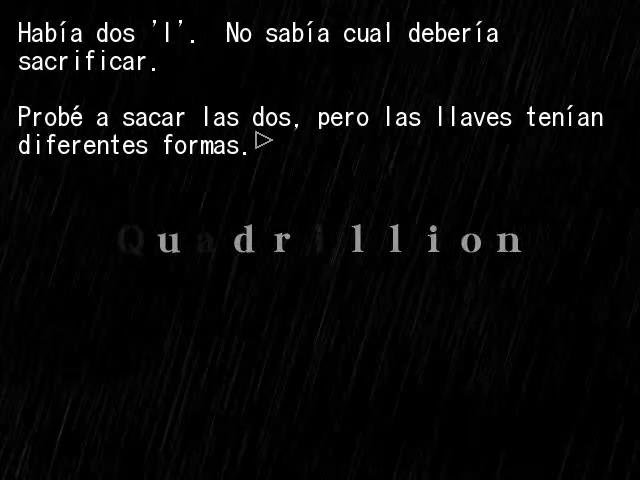 Había dos 'l'.  No sabía cual debería
sacrificar.
Probé a sacar las dos, pero las llaves tenían
diferentes formas.
Quadrillion